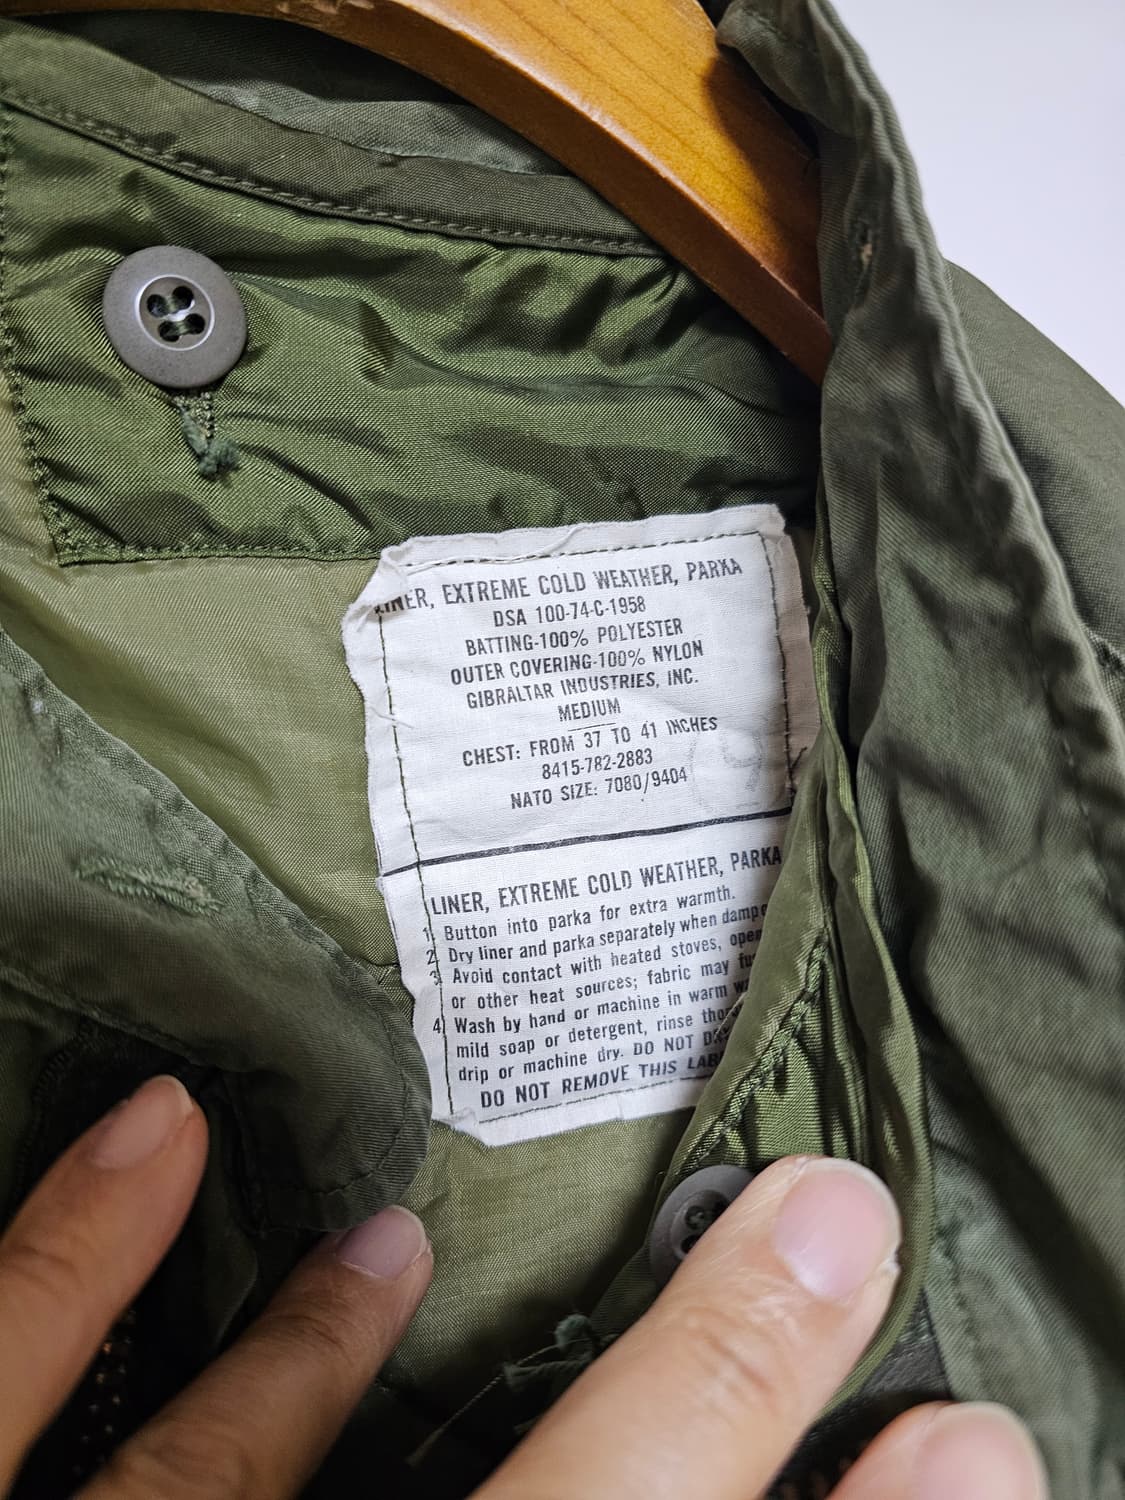 LINER, EXTREME COLD WEATHER, PARKA
DSA 100-74-C-1958
BATTING-100% POLYESTER
OUTER COVERING-100% NYLON
GIBRALTAR INDUSTRIES, INC.
MEDIUM
CHEST: FROM 37 TO 41 INCHES
8415-782-2883
NATO SIZE: 7080/9404
LINER, EXTREME COLD WEATHER, PARKA
1. Button into parka for extra warmth.
2. Dry liner and parka separately when
3. Avoid contact with heated stoves,
or other heat sources; fabric may
4. Wash by hand or machine in warm
mild soap or detergent, rinse
drip or machine dry. DO NOT
DO NOT REMOVE THIS